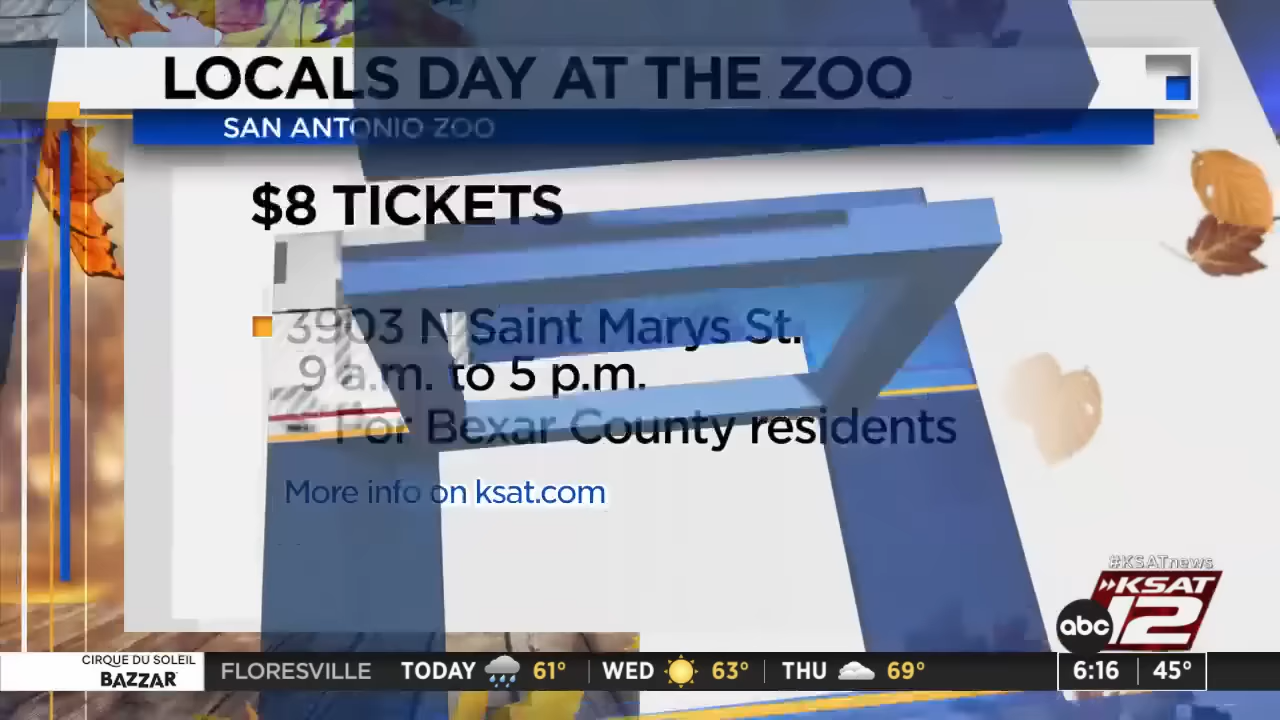 LOCALS DAY AT THE ZOO
SAN ANTONIO ZOO
$8 TICKETS
3903 N Saint Marys St.
9 a.m. to 5 p.m.
For Bexar County residents
More info on ksat.com
#KSATnews
KSAT
abc 12
CIRQUE DU SOLEIL
BAZZAR
FLORESVILLE TODAY 61° WED 63° THU 69° 6:16 45°